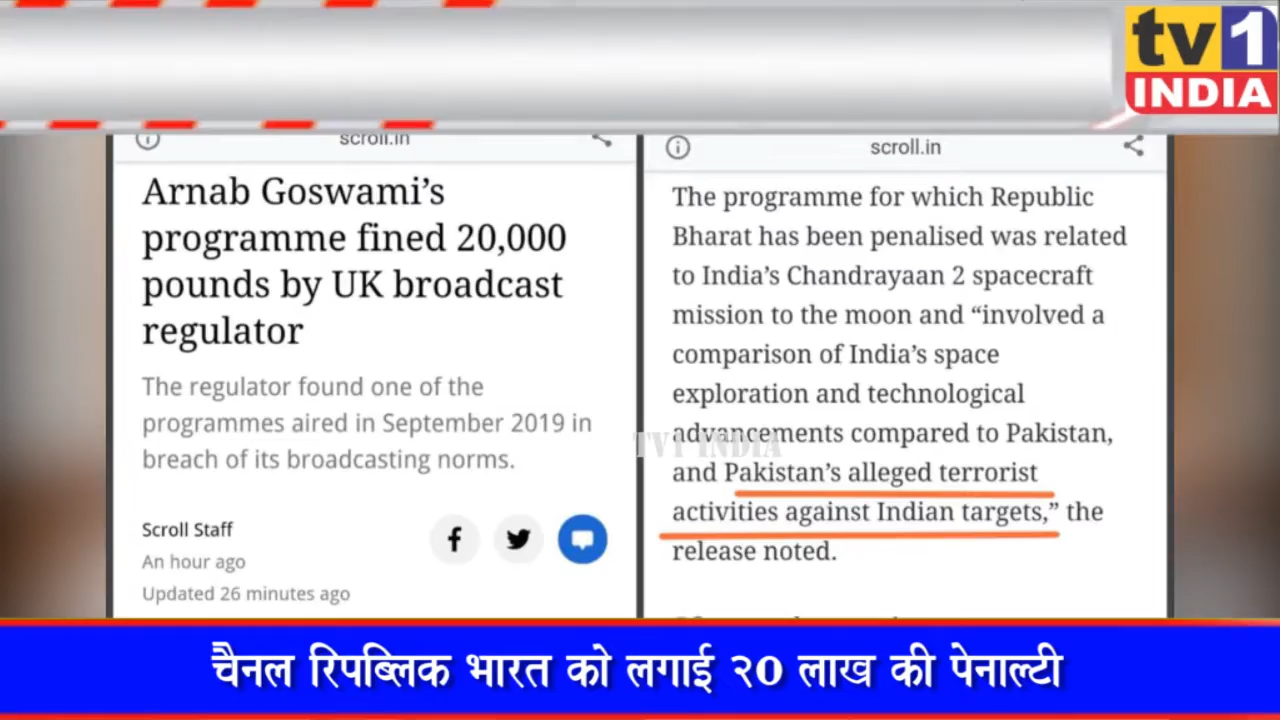 tv1
INDIA
scroll.in
Arnab Goswami's
programme fined 20,000
pounds by UK broadcast
regulator
The regulator found one of the
programmes aired in September 2019 in
breach of its broadcasting norms.
Scroll Staff
An hour ago
Updated 26 minutes ago
scroll.in
The programme for which Republic
Bharat has been penalised was related
to India's Chandrayaan 2 spacecraft
mission to the moon and “involved a
comparison of India's space
exploration and technological
advancements compared to Pakistan,
and Pakistan's alleged terrorist
activities against Indian targets,” the
release noted.
TV1 INDIA
चैनल रिपब्लिक भारत को लगाई २0 लाख की पेनाल्टी